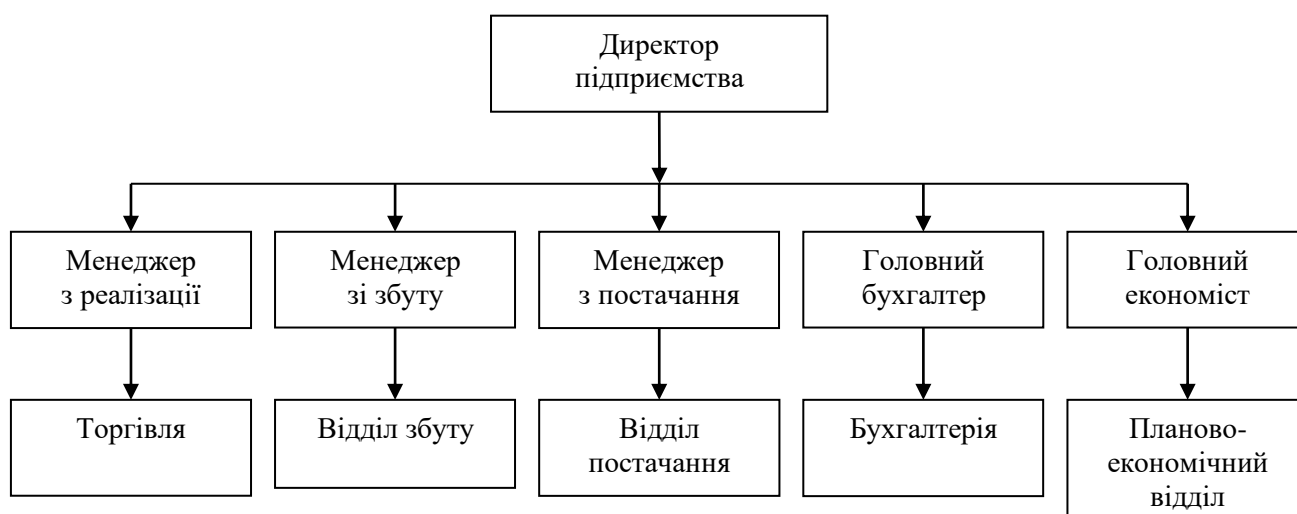 Директор
підприємства
Менеджер
з реалізації
Менеджер
зі збуту
Менеджер
з постачання
Головний
бухгалтер
Головний
економіст
Торгівля
Відділ збуту
Відділ
постачання
Бухгалтерія
Планово-
економічний
відділ